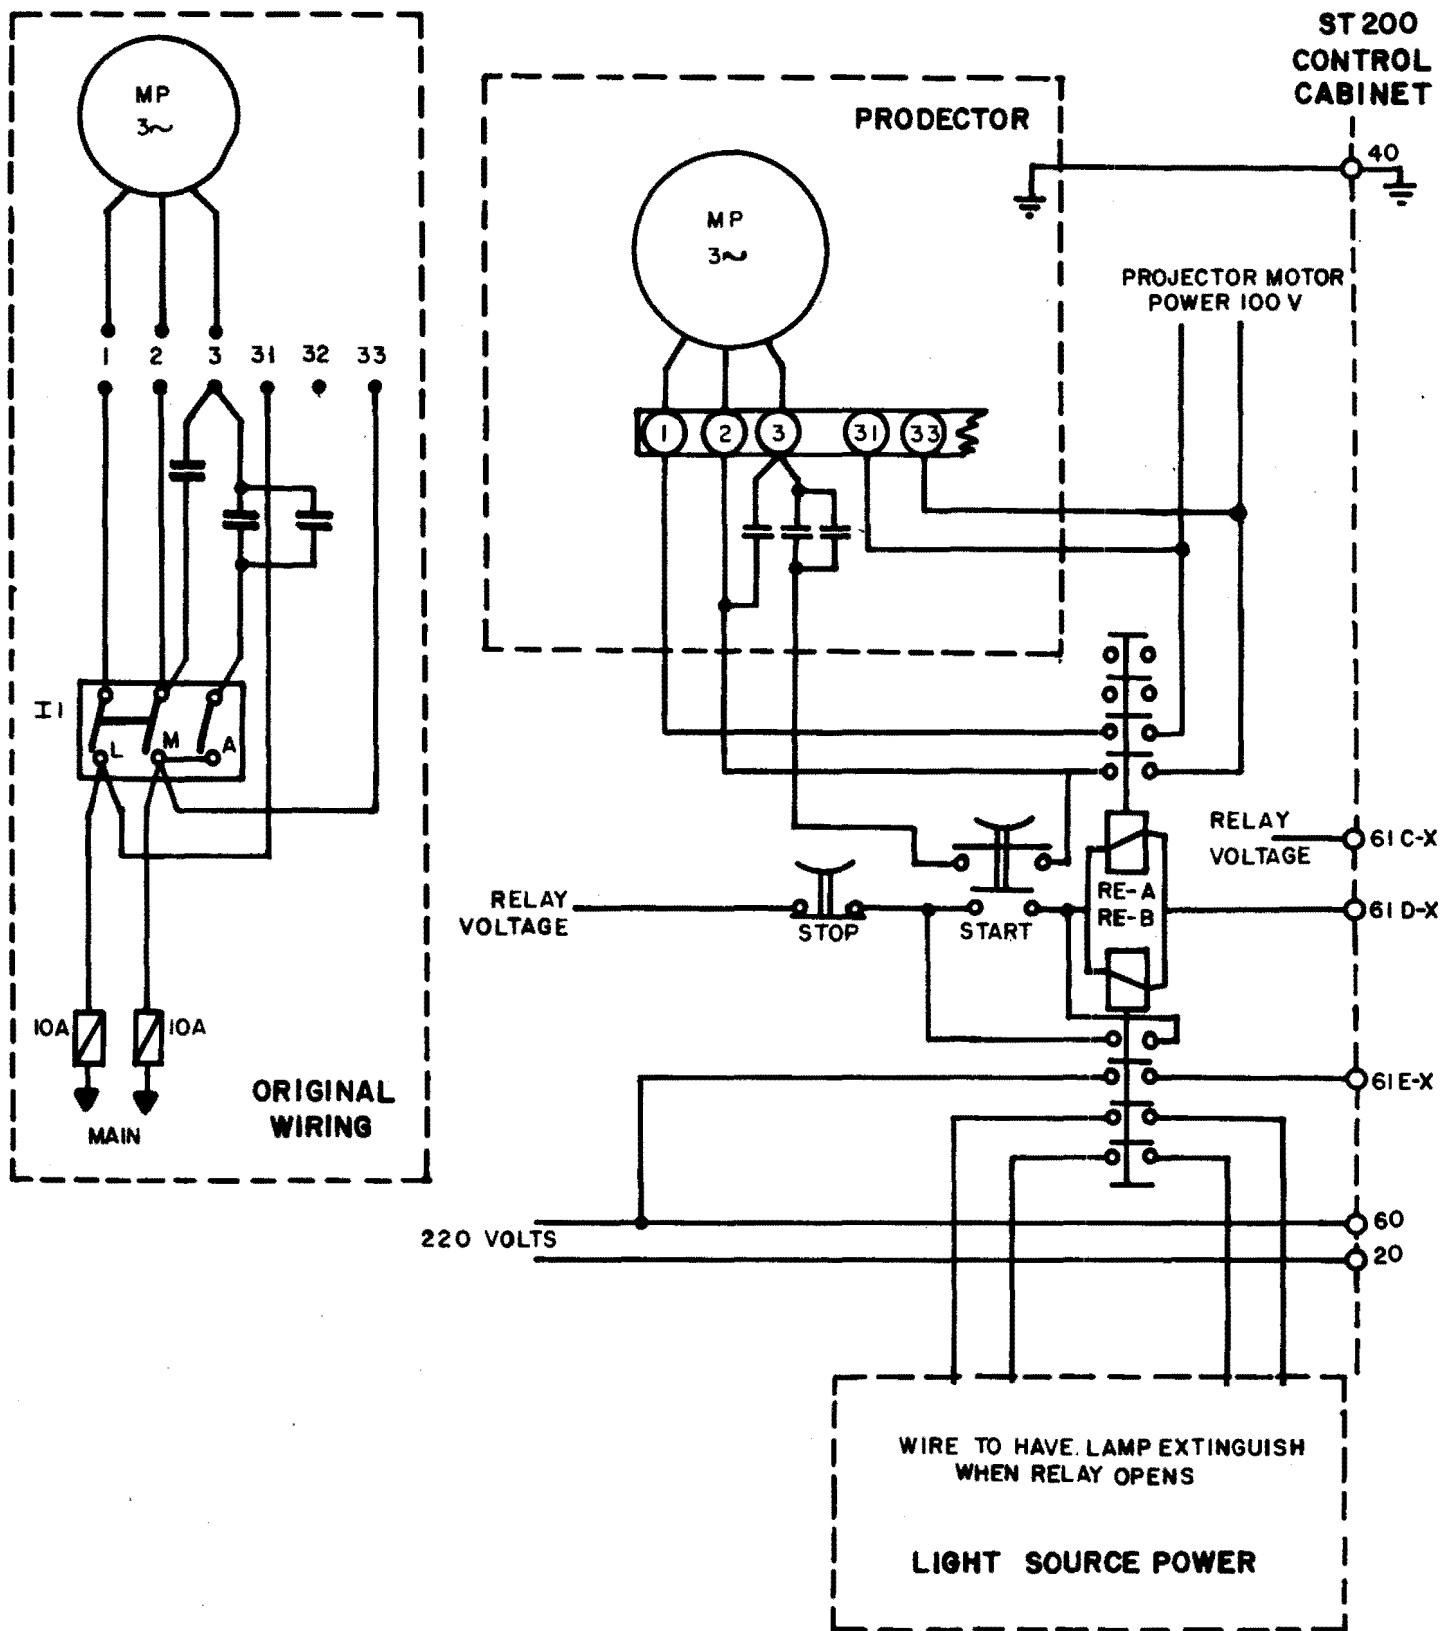 MP
3~
1 2 3 31 32 33
I1
L M A
10A 10A
MAIN
ORIGINAL
WIRING
PRODECTOR
MP
3~
1 2 3 31 33
ST 200
CONTROL
CABINET
40
PROJECTOR MOTOR
POWER 100 V
RELAY
VOLTAGE
61 C-X
RE-A
RE-B
61 D-X
RELAY
VOLTAGE
STOP
START
61 E-X
220 VOLTS
60
20
WIRE TO HAVE. LAMP EXTINGUISH
WHEN RELAY OPENS
LIGHT SOURCE POWER